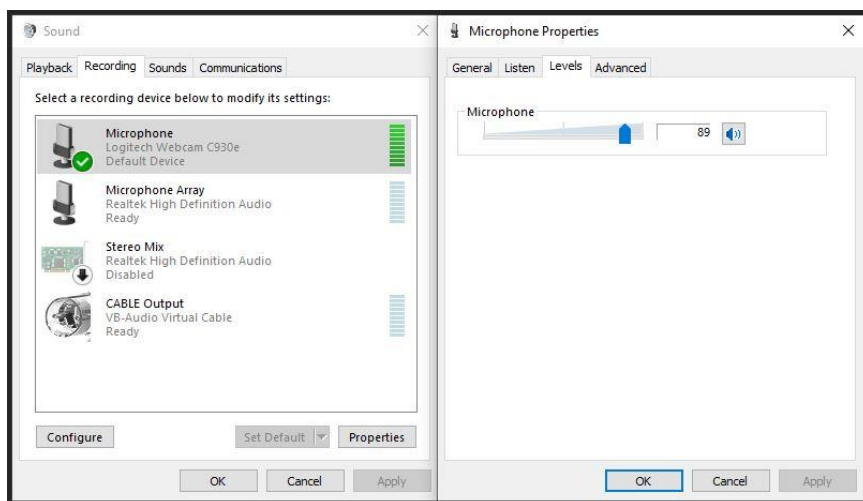 Sound
Playback Recording Sounds Communications
Select a recording device below to modify its settings:
Microphone
Logitech Webcam C930e
Default Device
Microphone Array
Realtek High Definition Audio
Ready
Stereo Mix
Realtek High Definition Audio
Disabled
CABLE Output
VB-Audio Virtual Cable
Ready
Configure Set Default Properties
OK Cancel Apply
Microphone Properties
General Listen Levels Advanced
Microphone
89
OK Cancel Apply